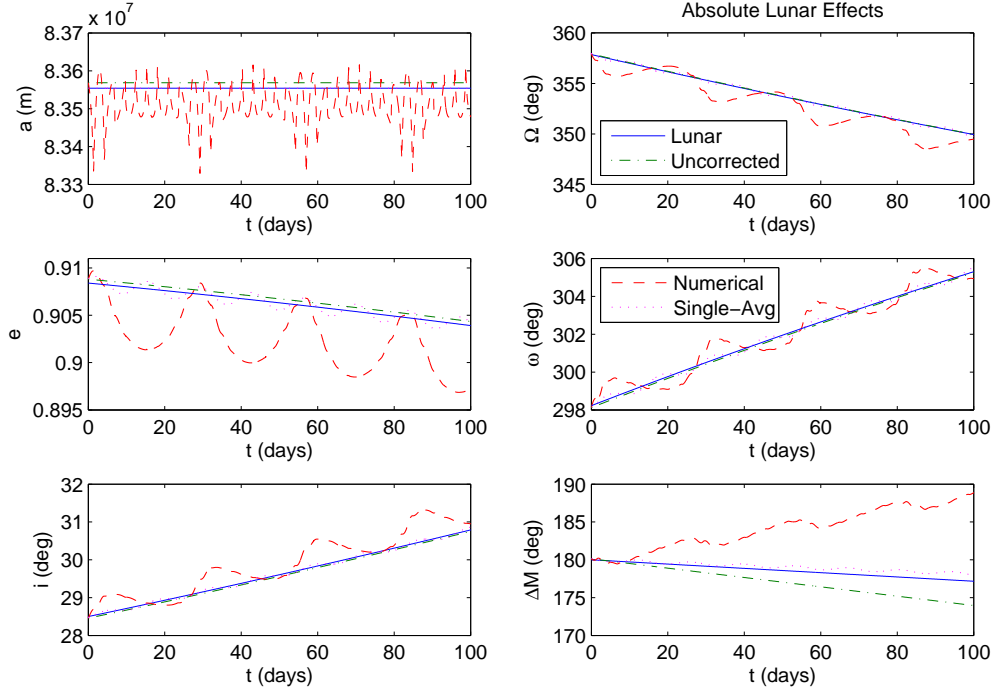 Absolute Lunar Effects
x 10^7
8.37
8.36
8.35
8.34
8.33
a (m)
0 20 40 60 80 100
t (days)
360
355
350
345
Ω (deg)
Lunar
Uncorrected
0 20 40 60 80 100
t (days)
0.91
0.905
0.9
0.895
e
0 20 40 60 80 100
t (days)
307
304
301
298
ω (deg)
Numerical
Single-Avg
0 20 40 60 80 100
t (days)
32
31
30
29
28
i (deg)
0 20 40 60 80 100
t (days)
190
185
180
175
170
ΔM (deg)
0 20 40 60 80 100
t (days)